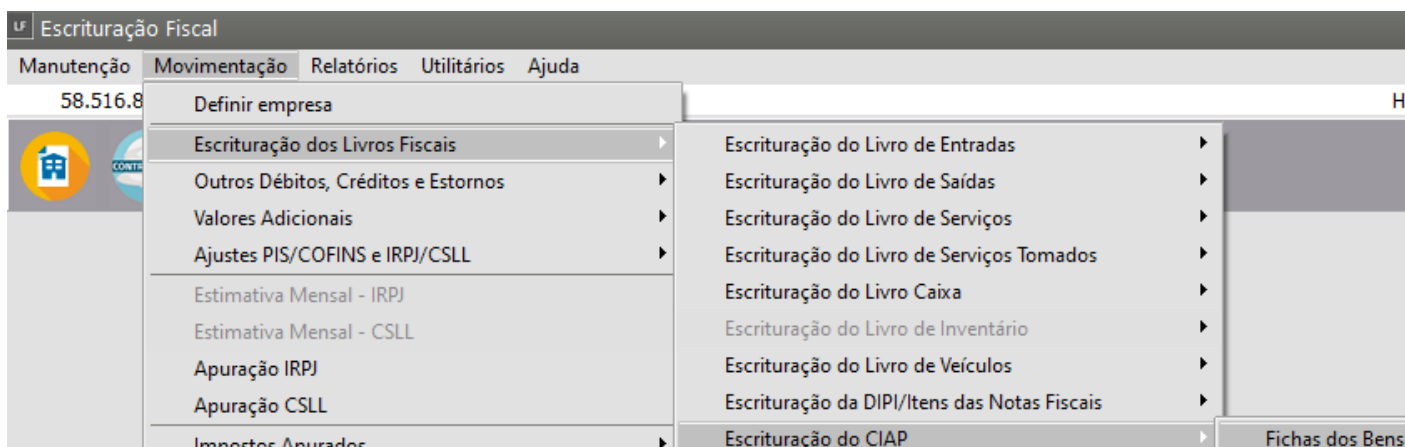 LF Escrituração Fiscal
Manutenção Movimentação Relatórios Utilitários Ajuda
58.516.8 H
Definir empresa
Escrituração dos Livros Fiscais
Outros Débitos, Créditos e Estornos
Valores Adicionais
Ajustes PIS/COFINS e IRPJ/CSLL
Estimativa Mensal - IRPJ
Estimativa Mensal - CSLL
Apuração IRPJ
Apuração CSLL
Impostos Apurados
Escrituração do Livro de Entradas
Escrituração do Livro de Saídas
Escrituração do Livro de Serviços
Escrituração do Livro de Serviços Tomados
Escrituração do Livro Caixa
Escrituração do Livro de Inventário
Escrituração do Livro de Veículos
Escrituração da DIPI/Itens das Notas Fiscais
Escrituração do CIAP
Fichas dos Bens